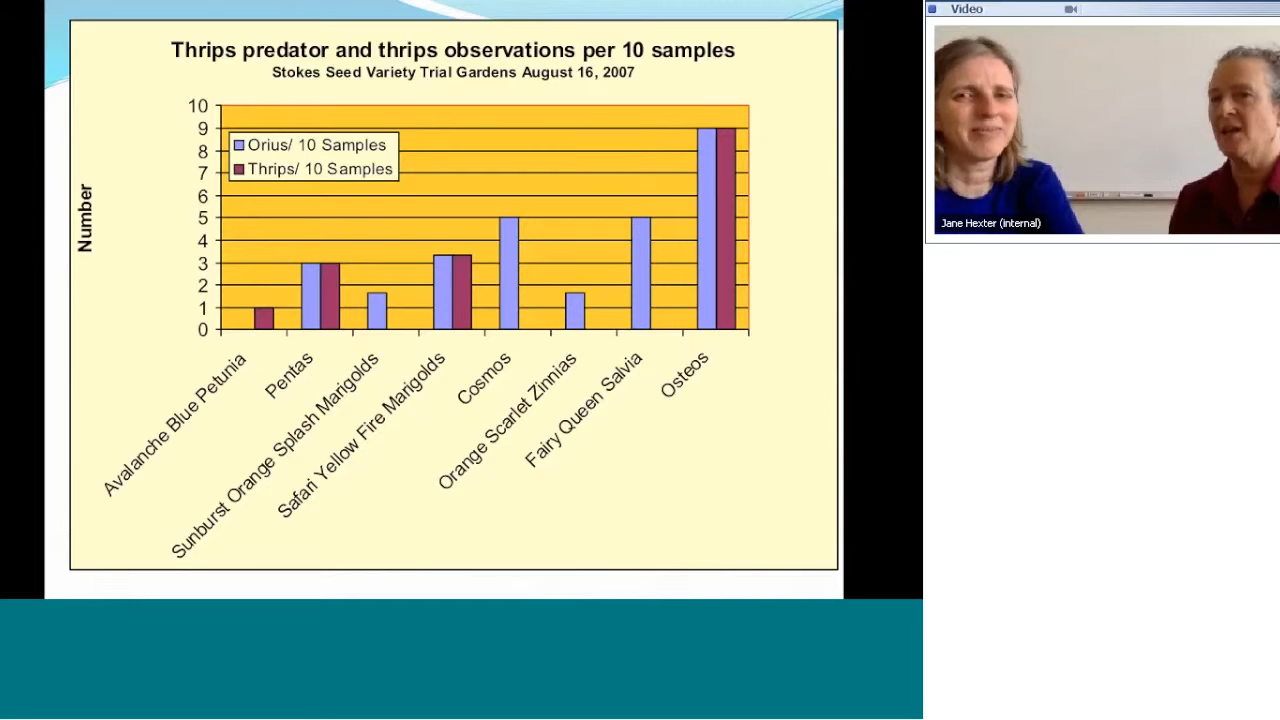 Thrips predator and thrips observations per 10 samples
Stokes Seed Variety Trial Gardens August 16, 2007
Number
10
9
8
7
6
5
4
3
2
1
0
Orius/ 10 Samples
Thrips/ 10 Samples
Avalanche Blue Petunia
Pentas
Sunburst Orange Splash Marigolds
Safari Yellow Fire Marigolds
Cosmos
Orange Scarlet Zinnias
Fairy Queen Salvia
Osteos
Video
Jane Hexter (internal)